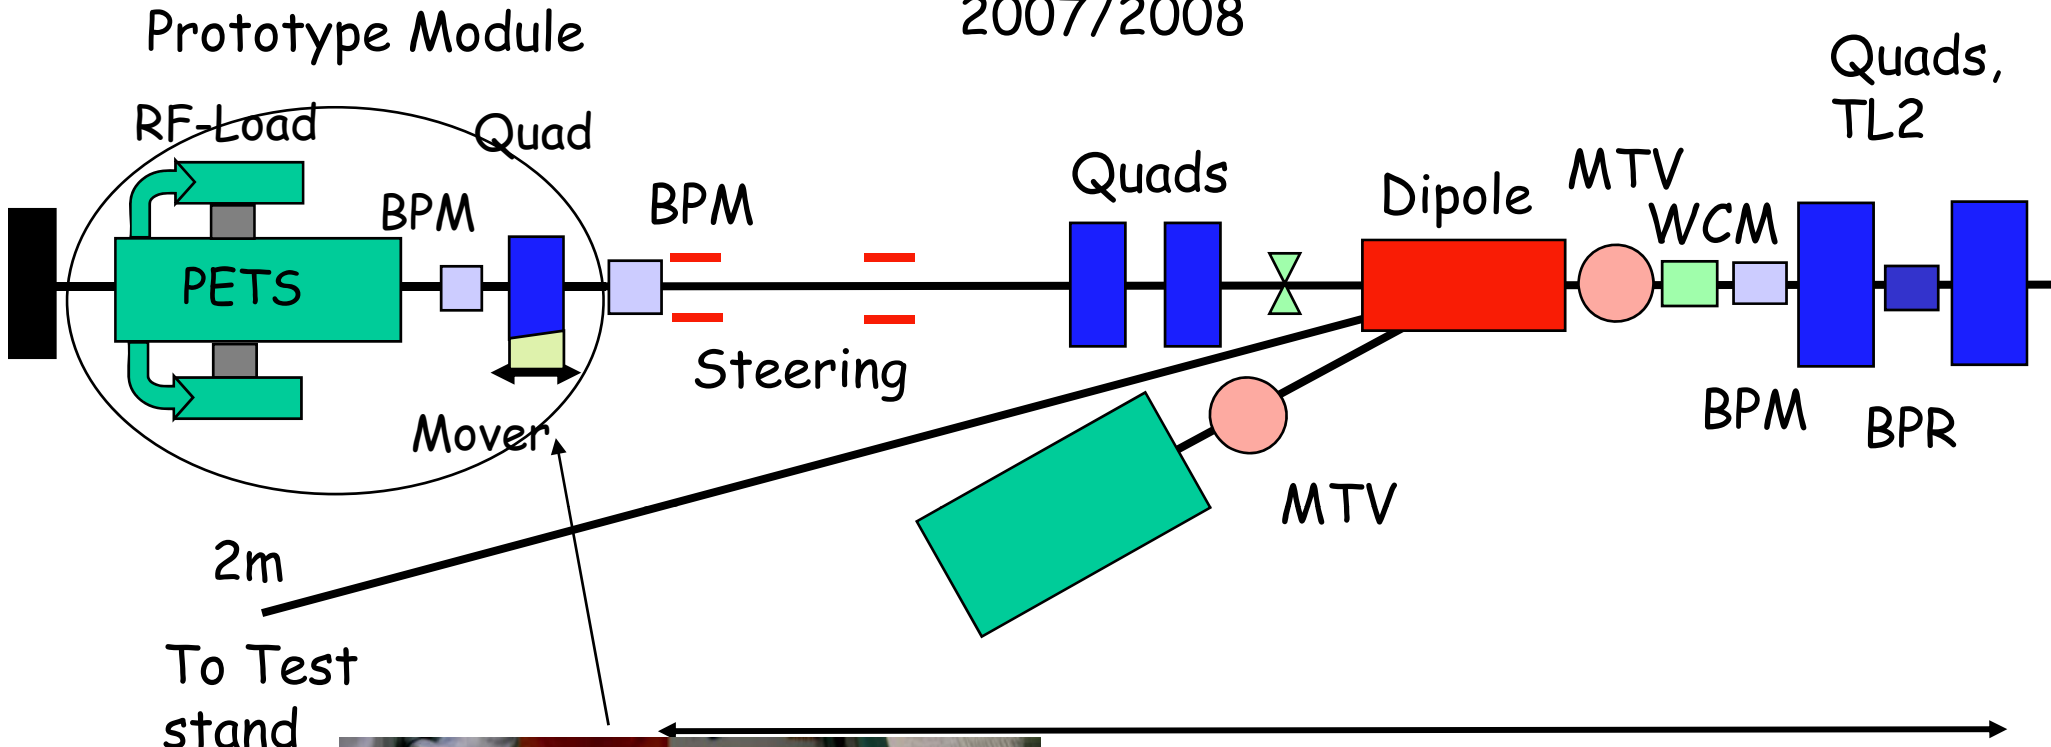 Prototype Module
2007/2008
Quads,
TL2
RF-Load
Quad
BPM
BPM
Quads
Dipole
MTV
WCM
PETS
Steering
Mover
BPM
BPR
MTV
2m
To Test
stand